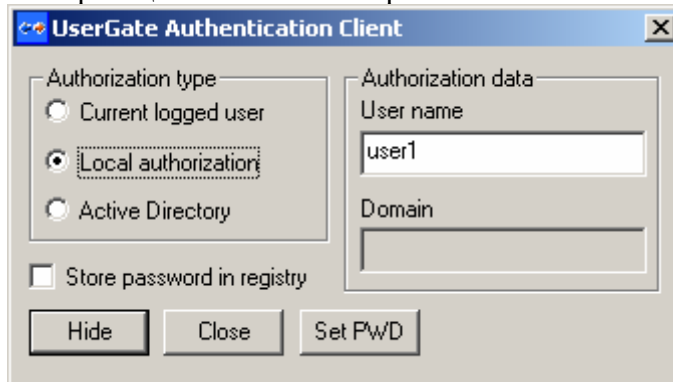 UserGate Authentication Client
Authorization type
Current logged user
Local authorization
Active Directory
Store password in registry
Authorization data
User name
user1
Domain
Hide Close Set PWD